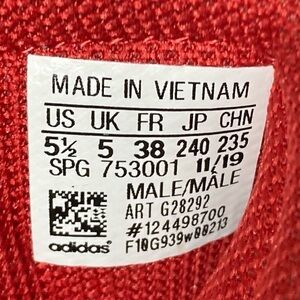 MADE IN VIETNAM
US UK FR JP CHN
5½ 5 38 240 235
SPG 753001 11/19
MALE/MÂLE
ART G28292
#124498700
F10G939W00213
adidas